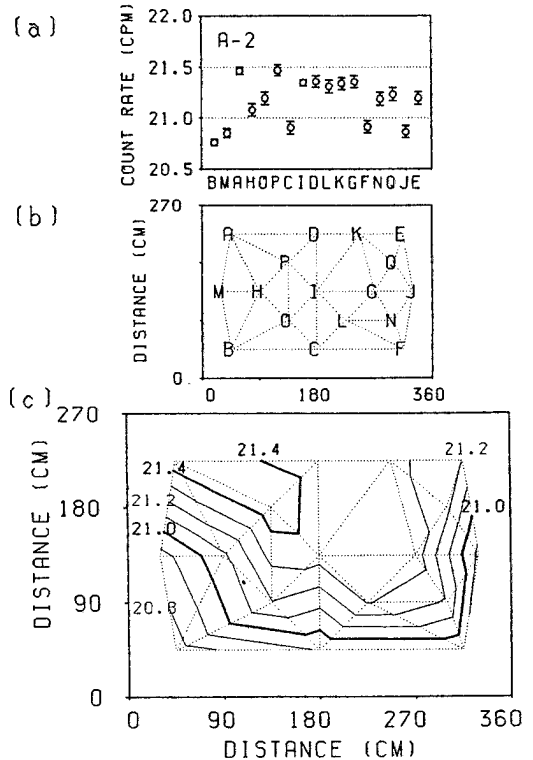 (a)
22.0
A-2
21.5
21.0
20.5
COUNT RATE (CPM)
BMAHOPCIDLKGFNQJE
(b)
270
A D K E
P Q
M H I G J
O L N
B C F
0
0 180 360
DISTANCE (CM)
(c)
270
21.4 21.2
21.4
180 21.2 21.0
21.0
90 20.8
0
0 90 180 270 360
DISTANCE (CM)
DISTANCE (CM)